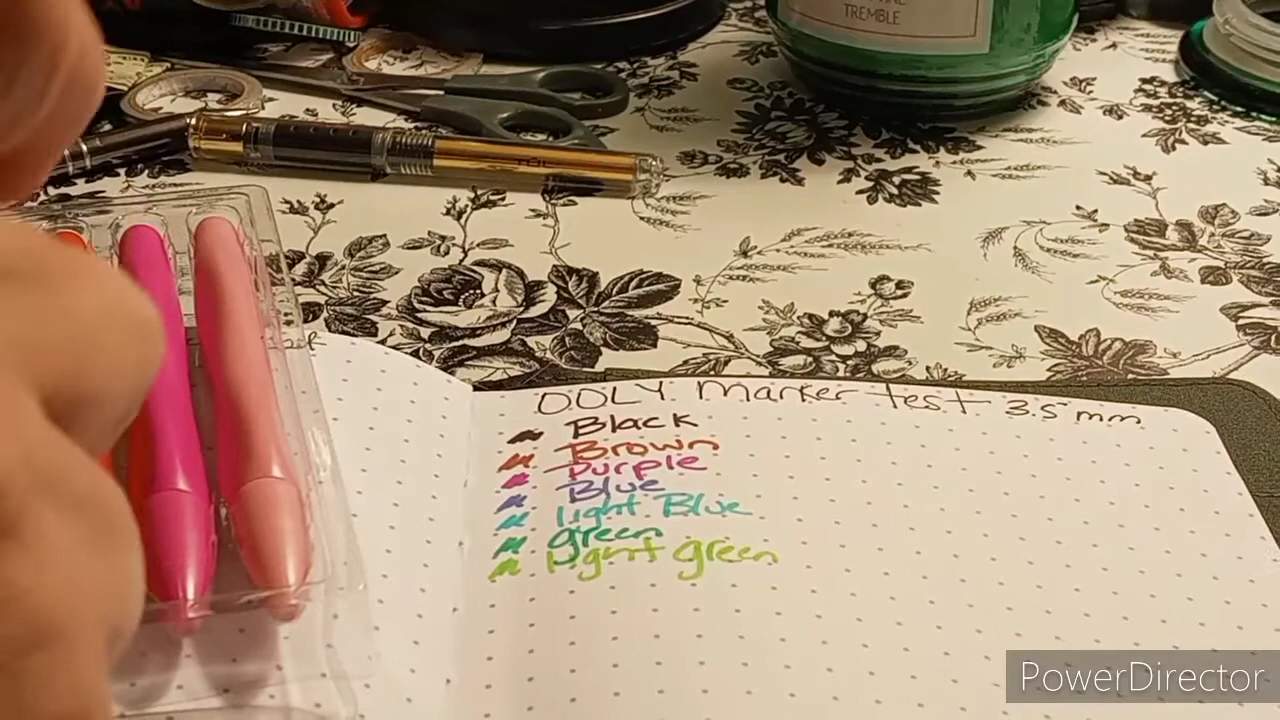 TREMBLE
OOLY Marker test 3.5 mm
Black
Brown
Purple
Blue
light Blue
green
light green
PowerDirector